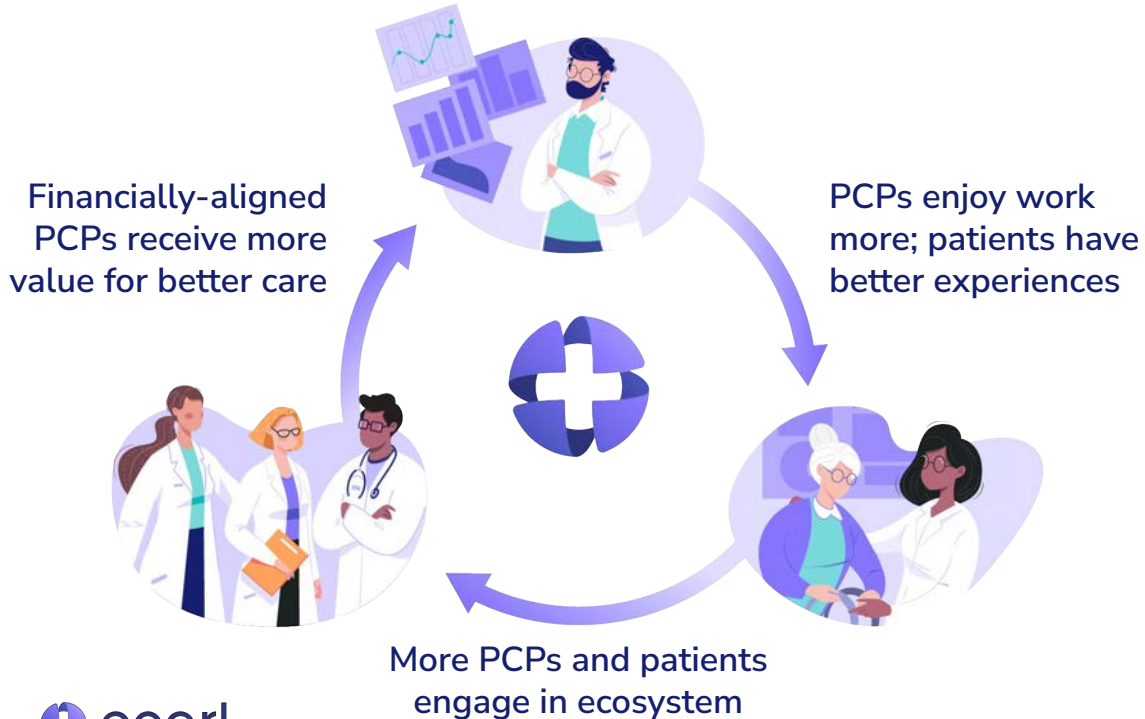 Financially-aligned
PCPs receive more
value for better care
PCPs enjoy work
more; patients have
better experiences
More PCPs and patients
engage in ecosystem